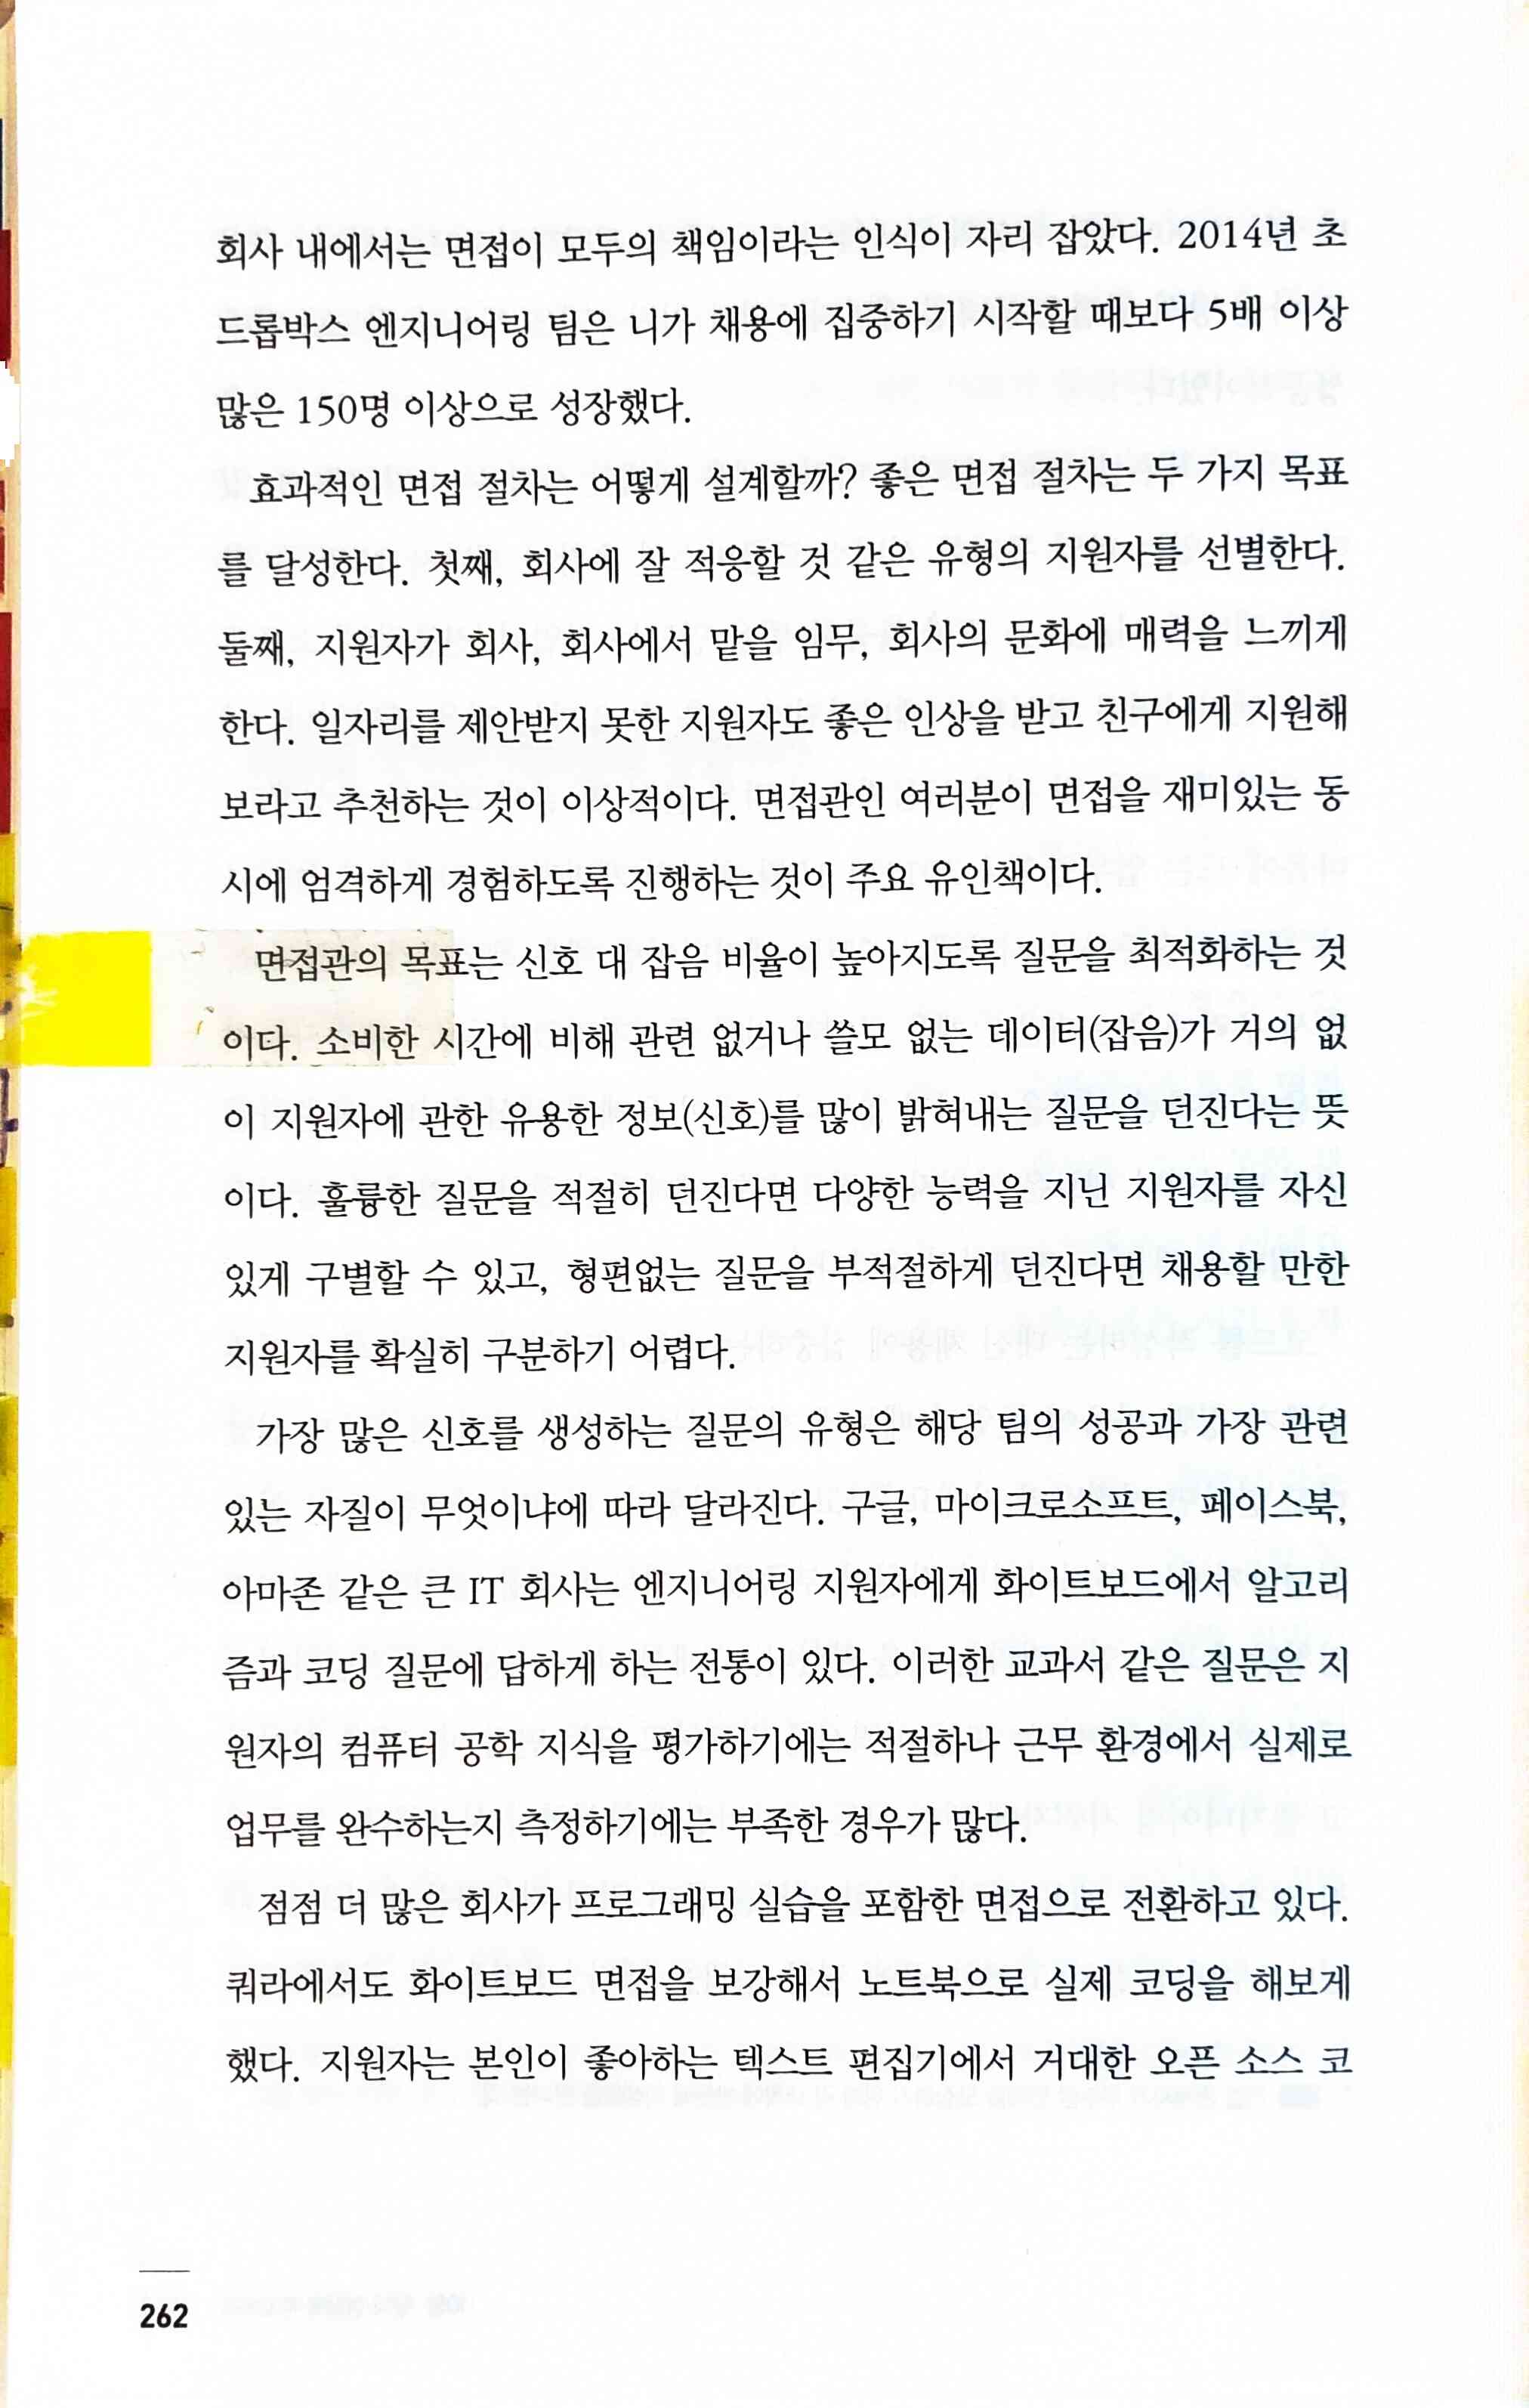 회사 내에서는 면접이 모두의 책임이라는 인식이 자리 잡았다. 2014년 초
드롭박스 엔지니어링 팀은 니가 채용에 집중하기 시작할 때보다 5배 이상
많은 150명 이상으로 성장했다.
효과적인 면접 절차는 어떻게 설계할까? 좋은 면접 절차는 두 가지 목표
를 달성한다. 첫째, 회사에 잘 적응할 것 같은 유형의 지원자를 선별한다.
둘째, 지원자가 회사, 회사에서 맡을 임무, 회사의 문화에 매력을 느끼게
한다. 일자리를 제안받지 못한 지원자도 좋은 인상을 받고 친구에게 지원해
보라고 추천하는 것이 이상적이다. 면접관인 여러분이 면접을 재미있는 동
시에 엄격하게 경험하도록 진행하는 것이 주요 유인책이다.
면접관의 목표는 신호 대 잡음 비율이 높아지도록 질문을 최적화하는 것
이다. 소비한 시간에 비해 관련 없거나 쓸모 없는 데이터(잡음)가 거의 없
이 지원자에 관한 유용한 정보(신호)를 많이 밝혀내는 질문을 던진다는 뜻
이다. 훌륭한 질문을 적절히 던진다면 다양한 능력을 지닌 지원자를 자신
있게 구별할 수 있고, 형편없는 질문을 부적절하게 던진다면 채용할 만한
지원자를 확실히 구분하기 어렵다.
가장 많은 신호를 생성하는 질문의 유형은 해당 팀의 성공과 가장 관련
있는 자질이 무엇이냐에 따라 달라진다. 구글, 마이크로소프트, 페이스북,
아마존 같은 큰 IT 회사는 엔지니어링 지원자에게 화이트보드에서 알고리
즘과 코딩 질문에 답하게 하는 전통이 있다. 이러한 교과서 같은 질문은 지
원자의 컴퓨터 공학 지식을 평가하기에는 적절하나 근무 환경에서 실제로
업무를 완수하는지 측정하기에는 부족한 경우가 많다.
점점 더 많은 회사가 프로그래밍 실습을 포함한 면접으로 전환하고 있다.
쿼라에서도 화이트보드 면접을 보강해서 노트북으로 실제 코딩을 해보게
했다. 지원자는 본인이 좋아하는 텍스트 편집기에서 거대한 오픈 소스 코
262